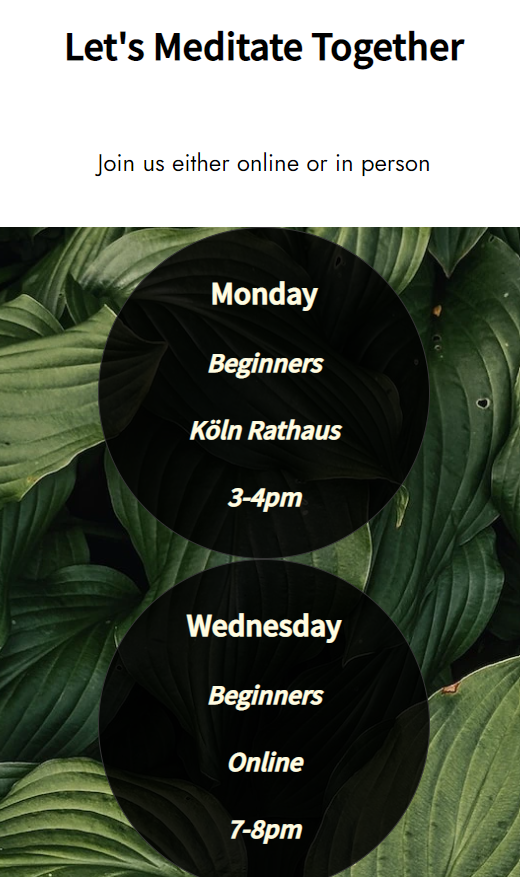 Let's Meditate Together
Join us either online or in person
Monday
Beginners
Köln Rathaus
3-4pm
Wednesday
Beginners
Online
7-8pm